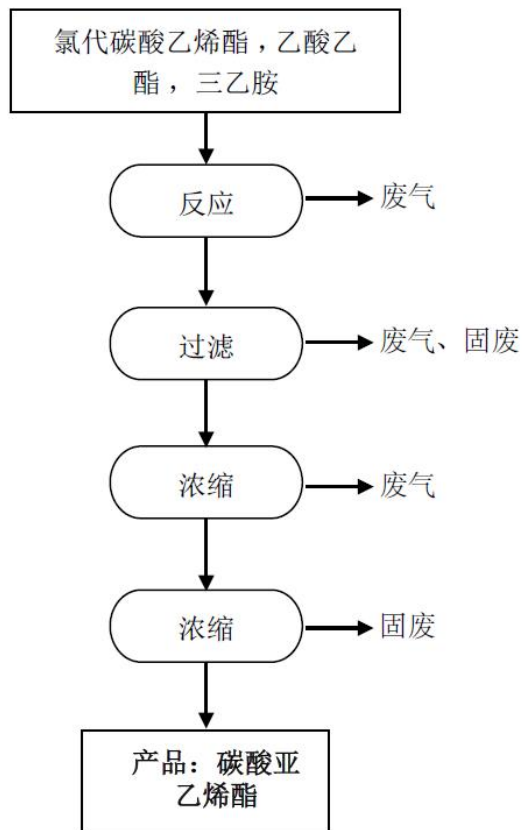 氯代碳酸乙烯酯，乙酸乙
酯，三乙胺
反应
废气
过滤
废气、固废
浓缩
废气
浓缩
固废
产品：碳酸亚
乙烯酯